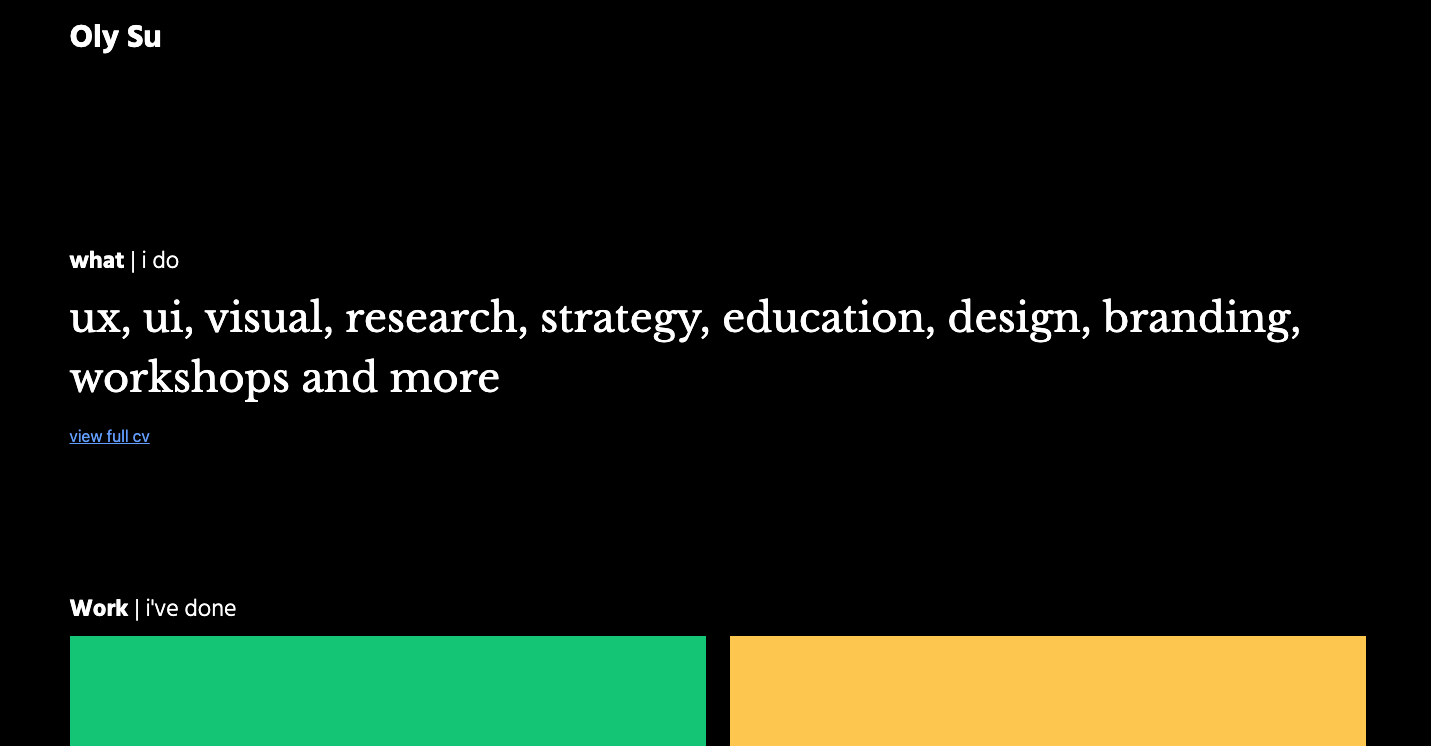 Oly Su
what | i do
ux, ui, visual, research, strategy, education, design, branding,
workshops and more
view full cv
Work | i've done